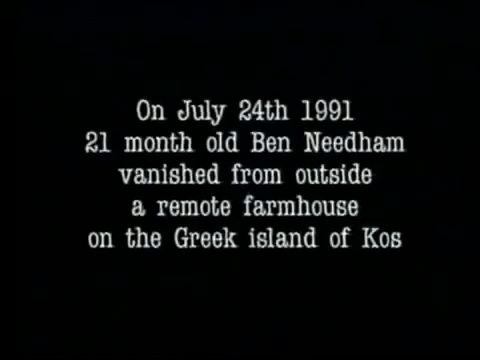 On July 24th 1991
21 month old Ben Needham
vanished from outside
a remote farmhouse
on the Greek island of Kos